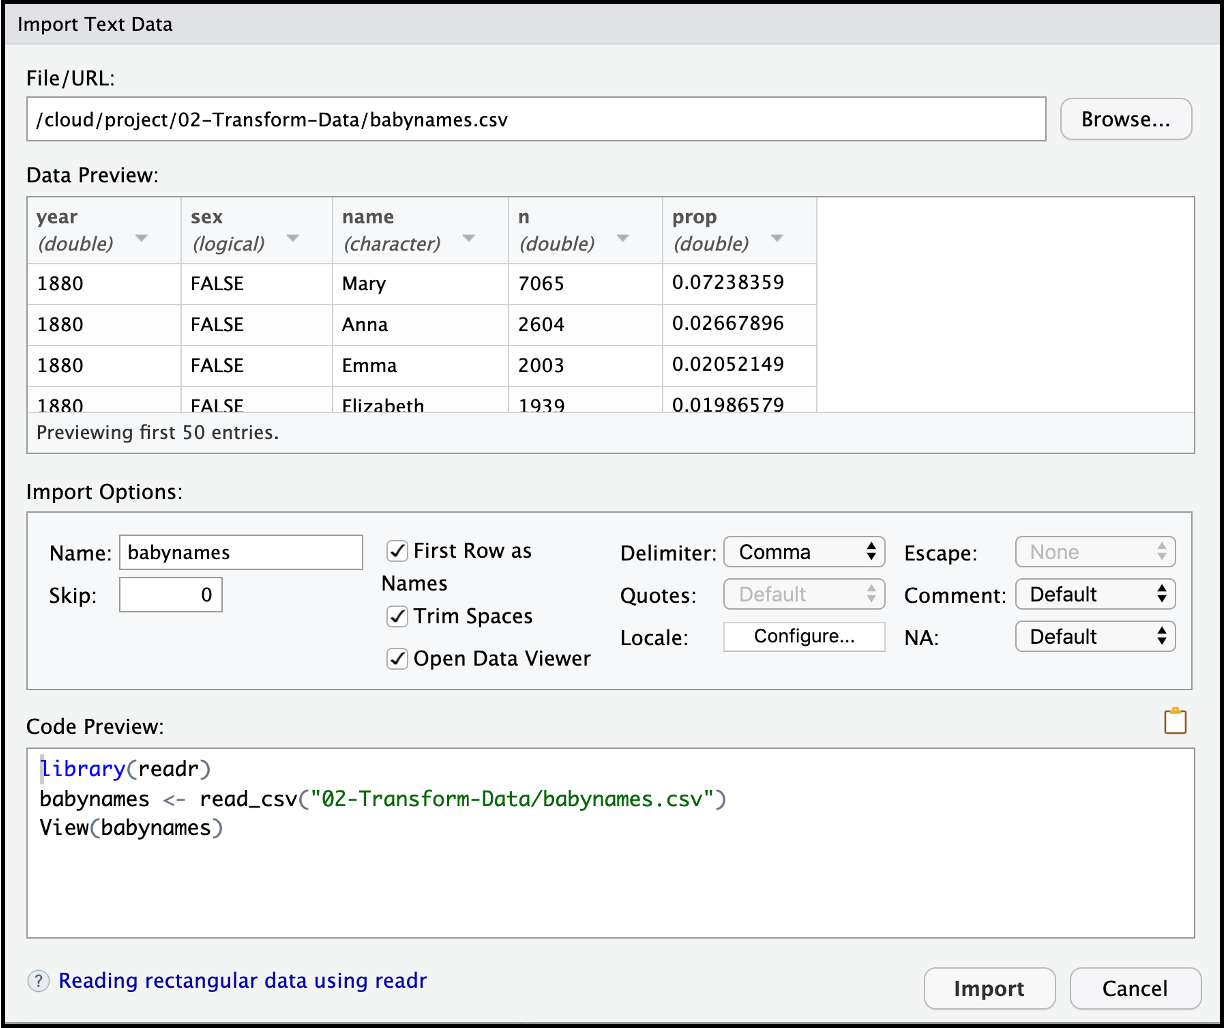 Import Text Data
File/URL:
/cloud/project/02-Transform-Data/babynames.csv Browse...
Data Preview:
year sex name n prop
(double) (logical) (character) (double) (double)
1880 FALSE Mary 7065 0.07238359
1880 FALSE Anna 2604 0.02667896
1880 FALSE Emma 2003 0.02052149
1880 FALSE Elizabeth 1939 0.01986579
Previewing first 50 entries.
Import Options:
Name: babynames First Row as Names Delimiter: Comma Escape: None
Skip: 0 Trim Spaces Quotes: Default Comment: Default
Open Data Viewer Locale: Configure... NA: Default
Code Preview:
library(readr)
babynames <- read_csv("02-Transform-Data/babynames.csv")
View(babynames)
? Reading rectangular data using readr Import Cancel